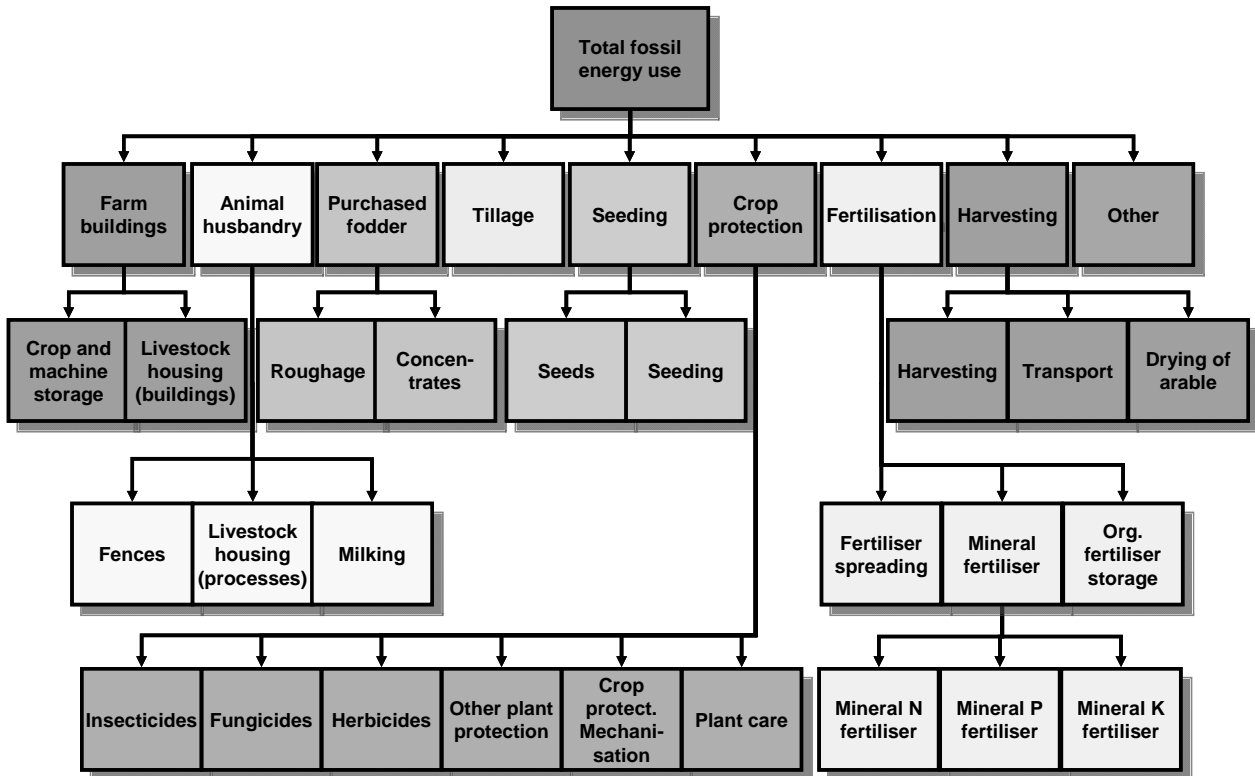 Total fossil
energy use
Farm
buildings
Animal
husbandry
Purchased
fodder
Tillage
Seeding
Crop
protection
Fertilisation
Harvesting
Other
Crop and
machine
storage
Livestock
housing
(buildings)
Roughage
Concen-
trates
Seeds
Seeding
Harvesting
Transport
Drying of
arable
Fences
Livestock
housing
(processes)
Milking
Fertiliser
spreading
Mineral
fertiliser
Org.
fertiliser
storage
Insecticides
Fungicides
Herbicides
Other plant
protection
Crop
protect.
Mechani-
sation
Plant care
Mineral N
fertiliser
Mineral P
fertiliser
Mineral K
fertiliser